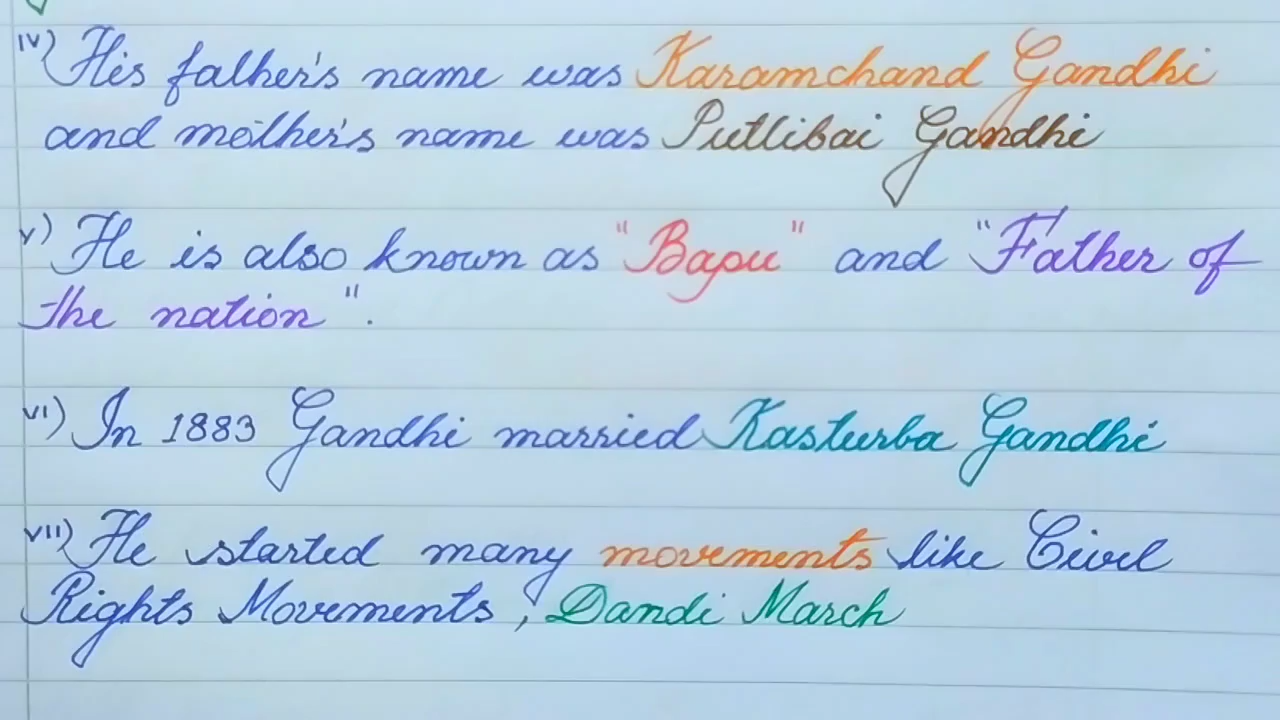 iv) His father's name was Karamchand Gandhi
and mother's name was Putlibai Gandhi
v) He is also known as "Bapu" and "Father of
the nation".
vi) In 1883 Gandhi married Kasturba Gandhi
vii) He started many movements like Civil
Rights Movements, Dandi March